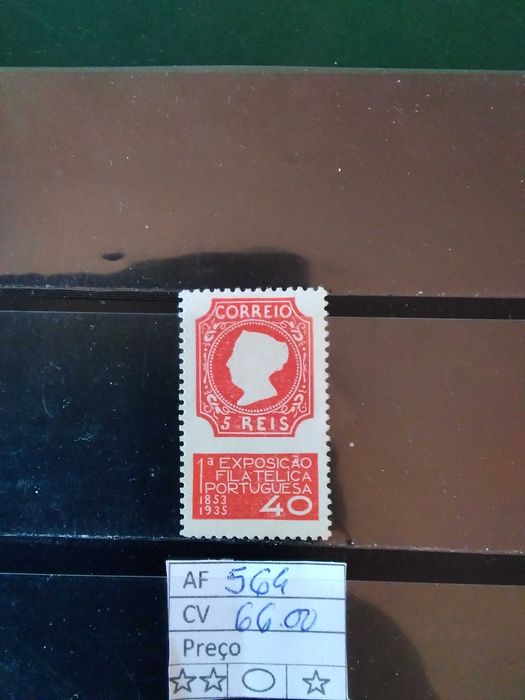 CORREIO
5 REIS
1ª EXPOSIÇÃO
FILATELICA
PORTUGUESA
1853
1935
40
AF 564
CV 66.00
Preço